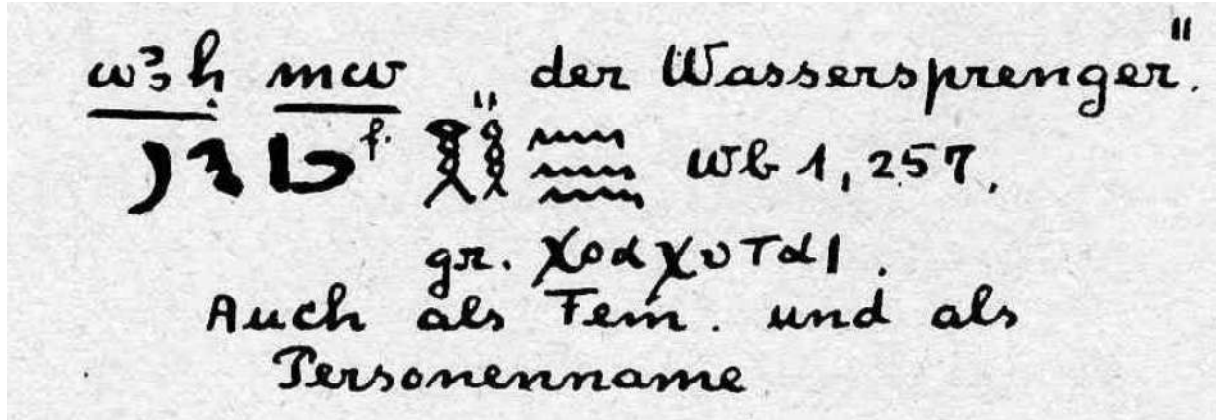 wꜣḥ mw „der Wassersprenger“.
f. Wb 1, 257,
gr. χοαχυται.
Auch als Fem. und als
Personenname